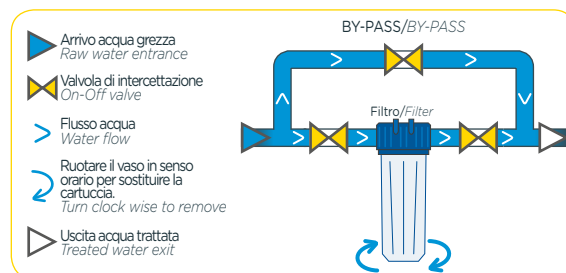 BY-PASS/BY-PASS
Arrivo acqua grezza
Raw water entrance
Valvola di intercettazione
On-Off valve
Flusso acqua
Water flow
Ruotare il vaso in senso
orario per sostituire la
cartuccia.
Turn clock wise to remove
Uscita acqua trattata
Treated water exit
Filtro/Filter